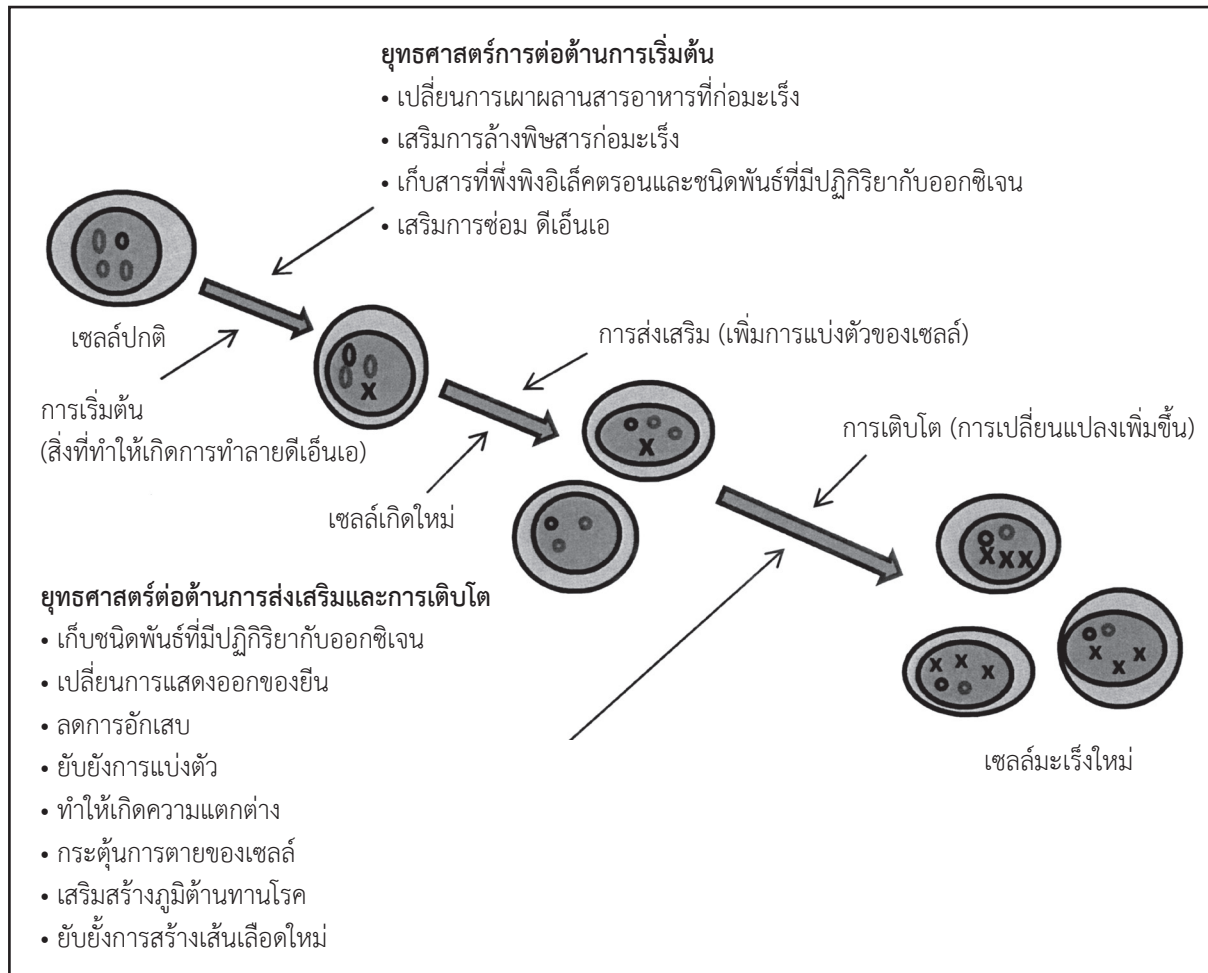 ยุทธศาสตร์การต่อต้านการเริ่มต้น
• เปลี่ยนการเผาผลานสารอาหารที่ก่อมะเร็ง
• เสริมการล้างพิษสารก่อมะเร็ง
• เก็บสารที่พึ่งพิงอิเล็คตรอนและชนิดพันธ์ที่มีปฏิกิริยากับออกซิเจน
• เสริมการซ่อม ดีเอ็นเอ
เซลล์ปกติ
การส่งเสริม (เพิ่มการแบ่งตัวของเซลล์)
การเริ่มต้น
(สิ่งที่ทำให้เกิดการทำลายดีเอ็นเอ)
การเติบโต (การเปลี่ยนแปลงเพิ่มขึ้น)
เซลล์เกิดใหม่
ยุทธศาสตร์ต่อต้านการส่งเสริมและการเติบโต
• เก็บชนิดพันธ์ที่มีปฏิกิริยากับออกซิเจน
• เปลี่ยนการแสดงออกของยีน
• ลดการอักเสบ
• ยับยังการแบ่งตัว
• ทำให้เกิดความแตกต่าง
• กระตุ้นการตายของเซลล์
• เสริมสร้างภูมิต้านทานโรค
• ยับยั้งการสร้างเส้นเลือดใหม่
เซลล์มะเร็งใหม่
X
X
X X X
X X X
X X X